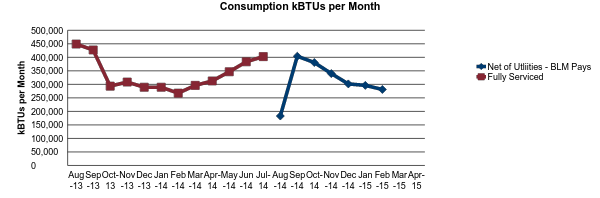 Consumption kBTUs per Month
kBTUs per Month
500,000
450,000
400,000
350,000
300,000
250,000
200,000
150,000
100,000
50,000
0
Aug Sep Oct- Nov Dec Jan Feb Mar Apr- May Jun Jul- Aug Sep Oct- Nov Dec Jan Feb Mar Apr-
-13 -13 13 -13 -13 -14 -14 -14 14 -14 -14 14 -14 -14 14 -14 -14 -15 -15 -15 15
Net of Utliities - BLM Pays
Fully Serviced